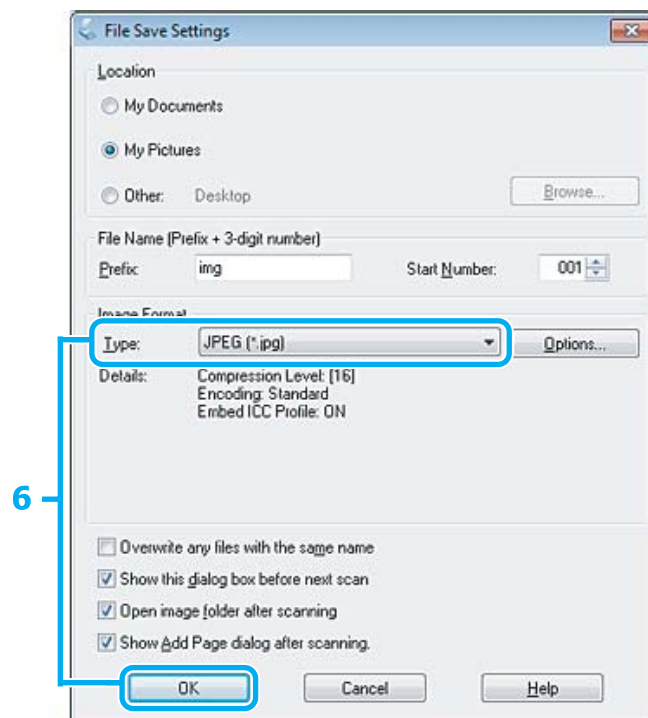 File Save Settings
Location
My Documents
My Pictures
Other: Desktop Browse...
File Name (Prefix + 3-digit number)
Prefix: img Start Number: 001
Image Format
Type: JPEG (*.jpg) Options...
Details: Compression Level: [16]
Encoding: Standard
Embed ICC Profile: ON
6
Overwrite any files with the same name
Show this dialog box before next scan
Open image folder after scanning
Show Add Page dialog after scanning.
OK Cancel Help